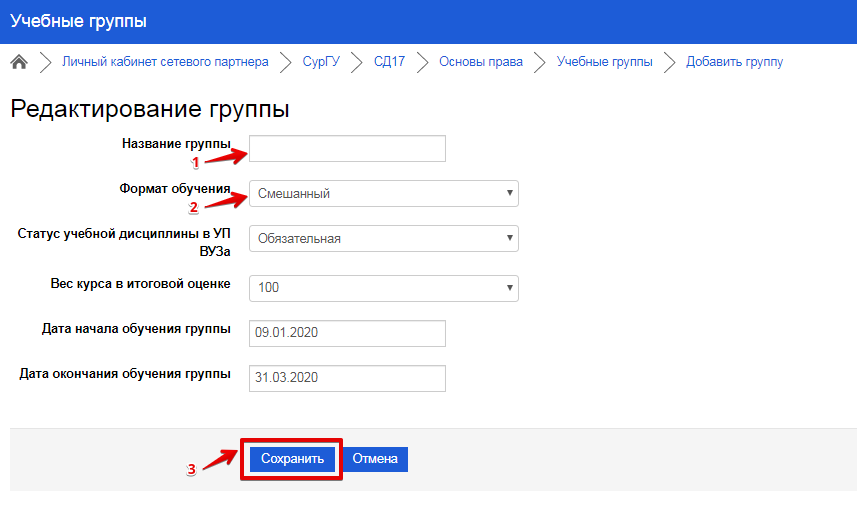 Учебные группы
Личный кабинет сетевого партнера СурГУ СД17 Основы права Учебные группы Добавить группу
Редактирование группы
Название группы
1
Формат обучения Смешанный
2
Статус учебной дисциплины в УП Обязательная
ВУЗа
Вес курса в итоговой оценке 100
Дата начала обучения группы 09.01.2020
Дата окончания обучения группы 31.03.2020
3 Сохранить Отмена